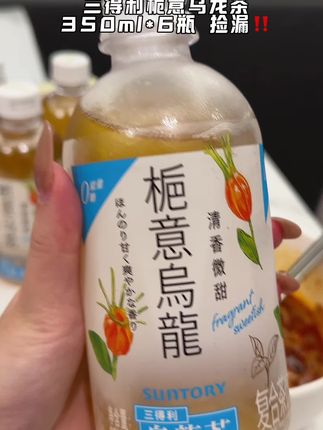 三得利栀意乌龙茶
350ml*6瓶 捡漏‼️
0
栀意烏龍
清香微甜
ほんのり甘く爽やかな香り
fragrant
sweetish
SUNTORY
三得利